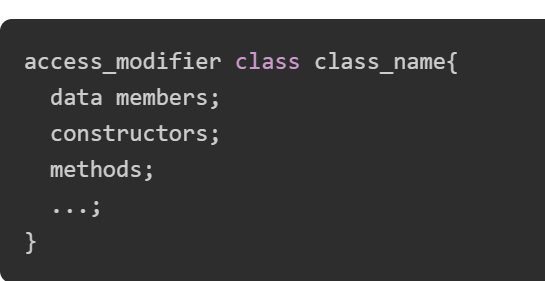 access_modifier class class_name{
  data members;
  constructors;
  methods;
  ...;
}